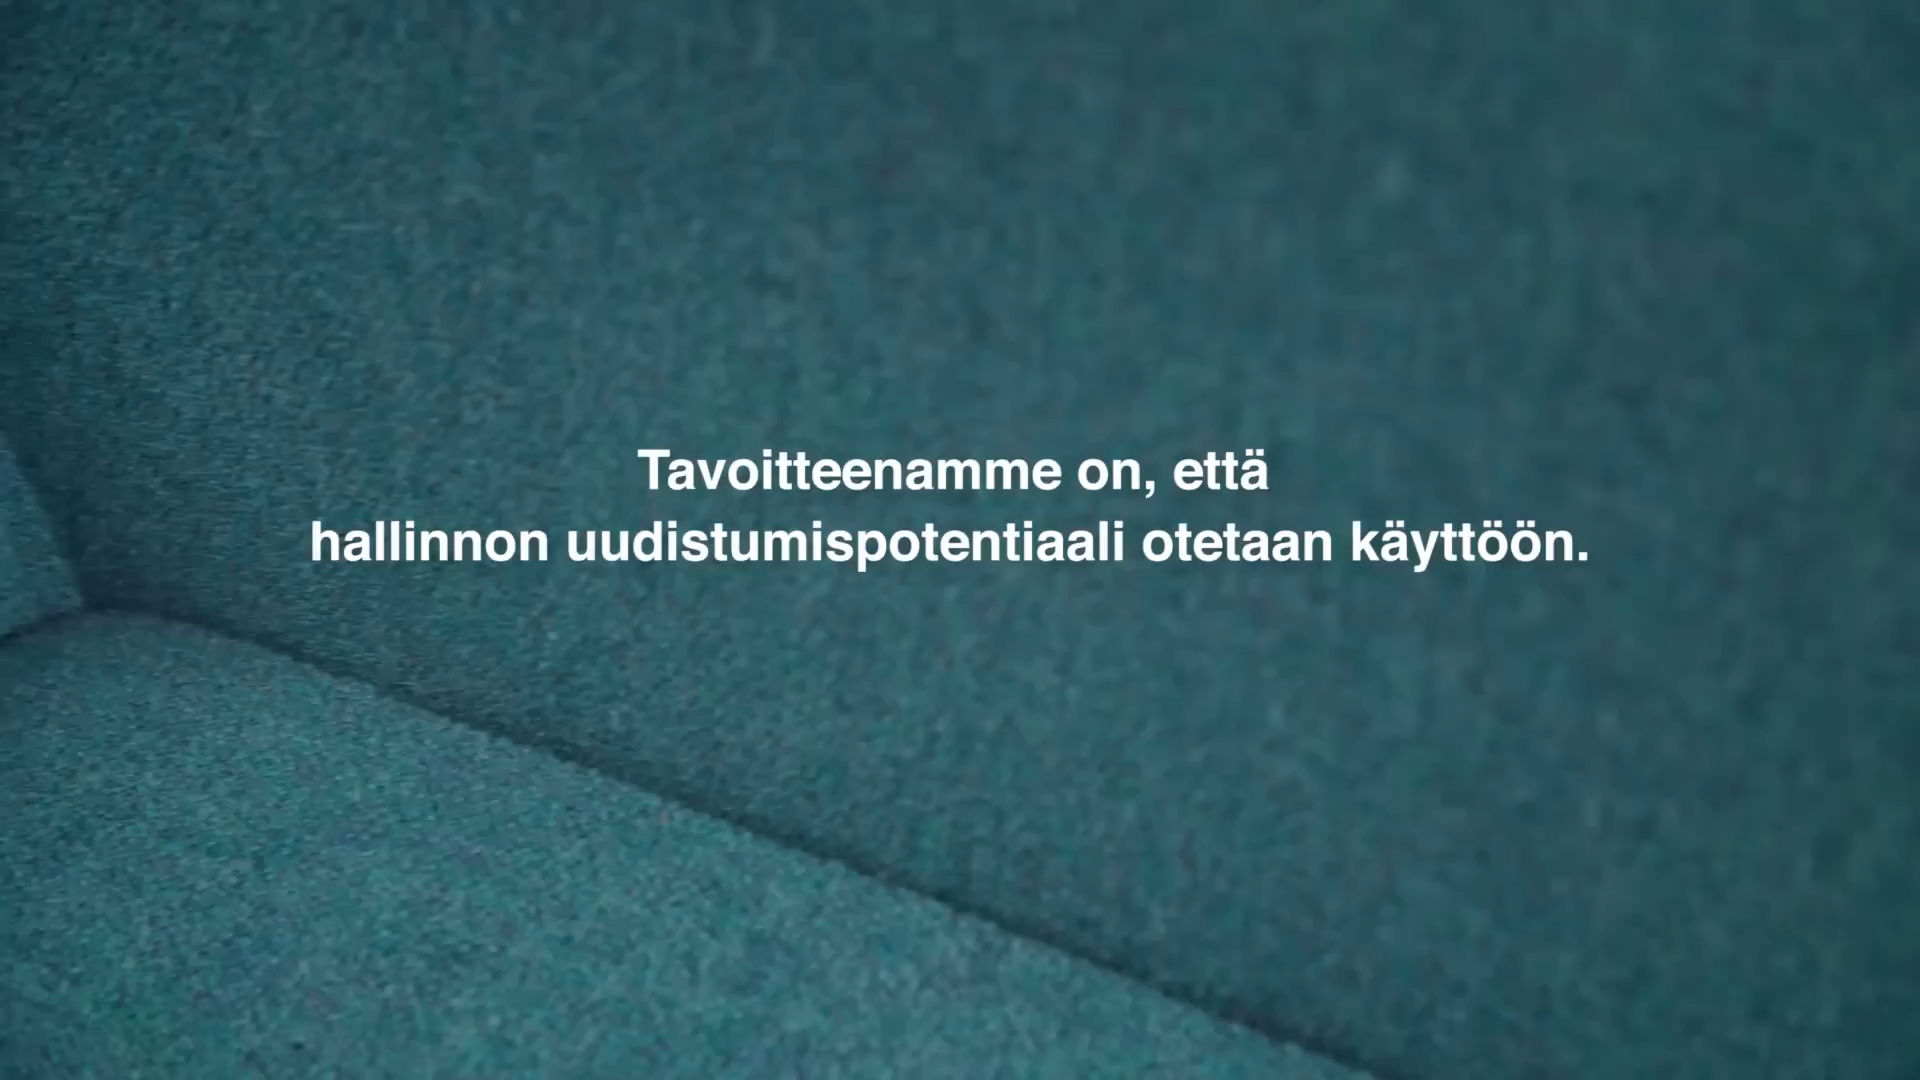 Tavoitteenamme on, että
hallinnon uudistumispotentiaali otetaan käyttöön.